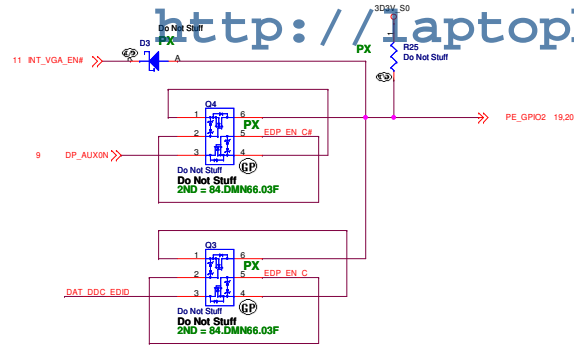 http://laptop
3D3V_S0
Do Not Stuff
D3
PX
11 INT_VGA_EN#
K
A
PX
1
R25
Do Not Stuff
2
Q4
1
6
PX
2
5
EDP_EN_C#
9 DP_AUX0N
3
4
GP
Do Not Stuff
Do Not Stuff
2ND = 84.DMN66.03F
PE_GPIO2 19,20
Q3
1
6
PX
2
5
EDP_EN_C
DAT_DDC_EDID
3
4
GP
Do Not Stuff
Do Not Stuff
2ND = 84.DMN66.03F